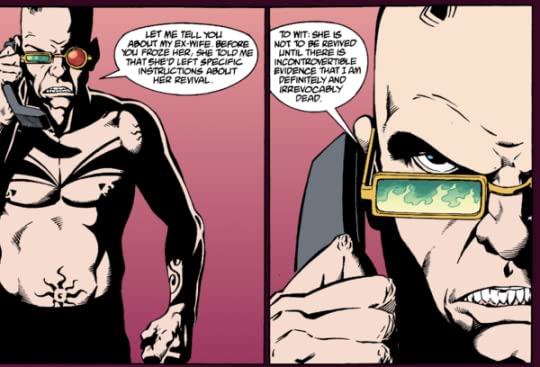 LET ME TELL YOU
ABOUT MY EX-WIFE. BEFORE
YOU FROZE HER, SHE TOLD ME
THAT SHE'D LEFT SPECIFIC
INSTRUCTIONS ABOUT
HER REVIVAL.
TO WIT: SHE IS
NOT TO BE REVIVED
UNTIL THERE IS
INCONTROVERTIBLE
EVIDENCE THAT I AM
DEFINITELY AND
IRREVOCABLY
DEAD.